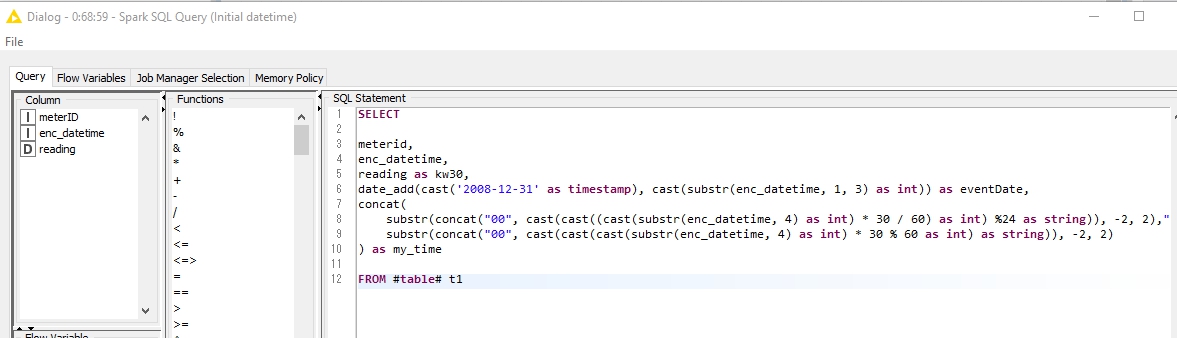 Dialog - 0:68:59 - Spark SQL Query (Initial datetime)
File
Query Flow Variables Job Manager Selection Memory Policy
Column
I meterID
I enc_datetime
D reading
Functions
!
%
&
*
+
-
/
<
<=
<=>
=
==
>
>=
SQL Statement
1 SELECT
2
3 meterid,
4 enc_datetime,
5 reading as kw30,
6 date_add(cast('2008-12-31' as timestamp), cast(substr(enc_datetime, 1, 3) as int)) as eventDate,
7 concat(
8 substr(concat("00", cast(cast((cast(substr(enc_datetime, 4) as int) * 30 / 60) as int) %24 as string)), -2, 2),"
9 substr(concat("00", cast(cast(cast(substr(enc_datetime, 4) as int) * 30 % 60 as int) as string)), -2, 2)
10 ) as my_time
11
12 FROM #table# t1
Flow Variable